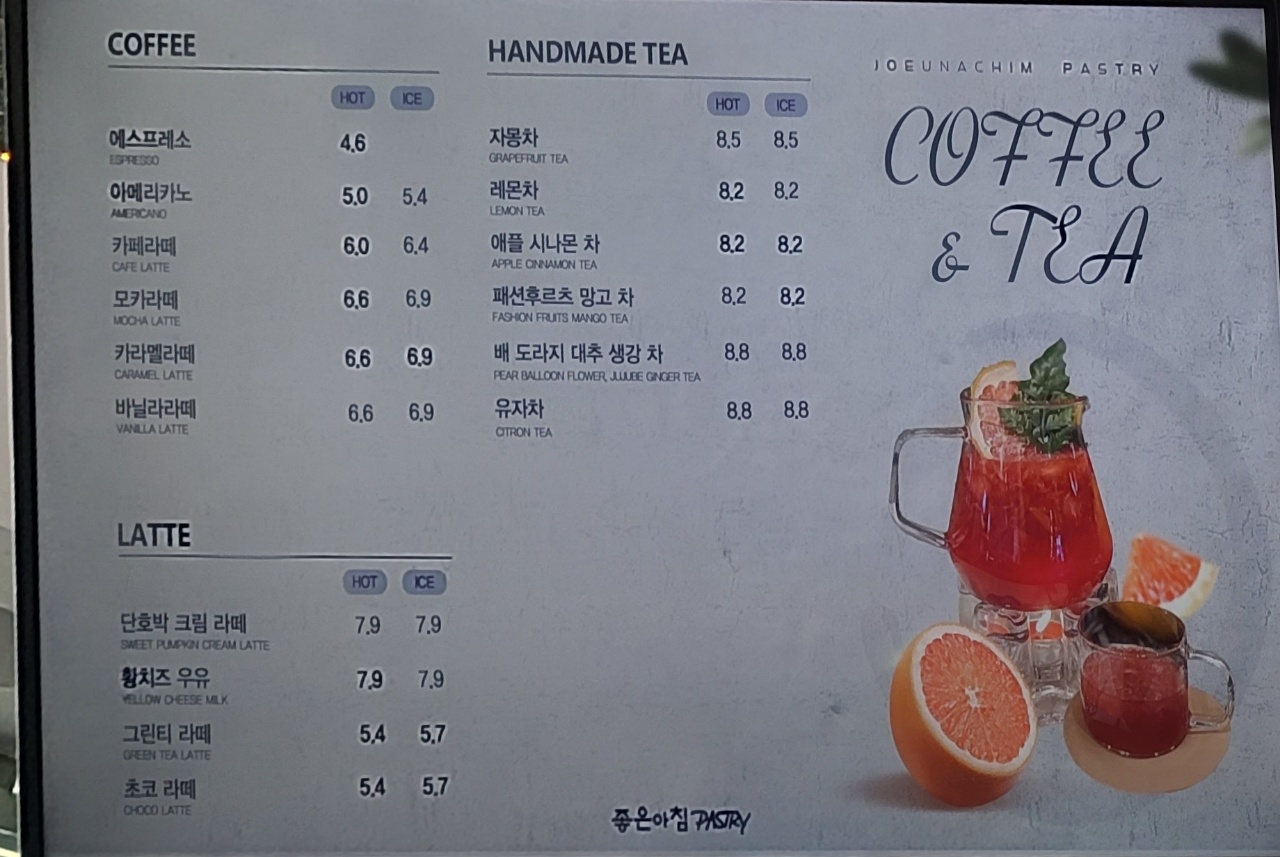 COFFEE
HOT ICE
에스프레소 4.6
ESPRESSO
아메리카노 5.0 5.4
AMERICANO
카페라떼 6.0 6.4
CAFE LATTE
모카라떼 6.6 6.9
MOCHA LATTE
카라멜라떼 6.6 6.9
CARAMEL LATTE
바닐라라떼 6.6 6.9
VANILLA LATTE
LATTE
HOT ICE
단호박 크림 라떼 7.9 7.9
SWEET PUMPKIN CREAM LATTE
황치즈 우유 7.9 7.9
YELLOW CHEESE MILK
그린티 라떼 5.4 5.7
GREEN TEA LATTE
초코 라떼 5.4 5.7
CHOCO LATTE
HANDMADE TEA
HOT ICE
자몽차 8.5 8.5
GRAPEFRUIT TEA
레몬차 8.2 8.2
LEMON TEA
애플 시나몬 차 8.2 8.2
APPLE CINNAMON TEA
패션후르츠 망고 차 8.2 8.2
FASHION FRUITS MANGO TEA
배 도라지 대추 생강 차 8.8 8.8
PEAR BALLOON FLOWER, JUJUBE GINGER TEA
유자차 8.8 8.8
CITRON TEA
JOEUNACHIM PASTRY
COFFEE
& TEA
좋은아침 PASTRY